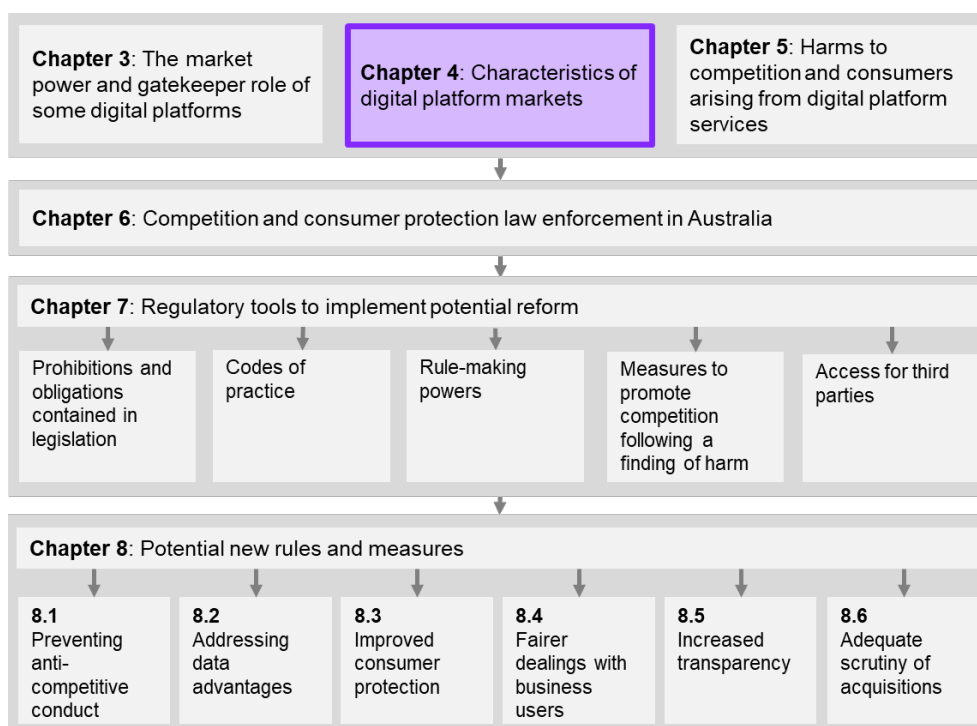 Chapter 3: The market
power and gatekeeper role of
some digital platforms
Chapter 4: Characteristics of
digital platform markets
Chapter 5: Harms to
competition and consumers
arising from digital platform
services
Chapter 6: Competition and consumer protection law enforcement in Australia
Chapter 7: Regulatory tools to implement potential reform
Prohibitions and
obligations
contained in
legislation
Codes of
practice
Rule-making
powers
Measures to
promote
competition
following a
finding of harm
Access for third
parties
Chapter 8: Potential new rules and measures
8.1
Preventing
anti-
competitive
conduct
8.2
Addressing
data
advantages
8.3
Improved
consumer
protection
8.4
Fairer
dealings with
business
users
8.5
Increased
transparency
8.6
Adequate
scrutiny of
acquisitions